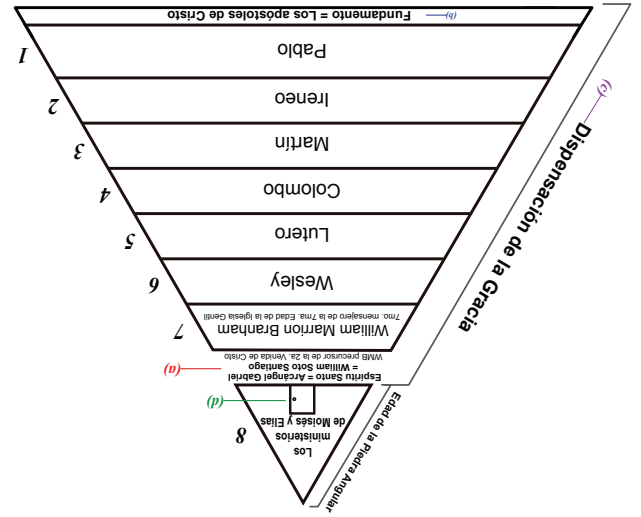 Los
ministerios
de Moisés y Elías
8
(d)
Edad de la Piedra Angular
Espíritu Santo = Arcángel Gabriel
= William Soto Santiago
(a)
WMB precursor de la 2a. Venida de Cristo
William Marrion Branham
7mo. mensajero de la 7ma. Edad de la Iglesia Gentil
7
Wesley
6
Lutero
5
Colombo
4
Martín
3
Ireneo
2
Pablo
1
(b)
Fundamento = Los apóstoles de Cristo
Dispensación de la Gracia
(c)